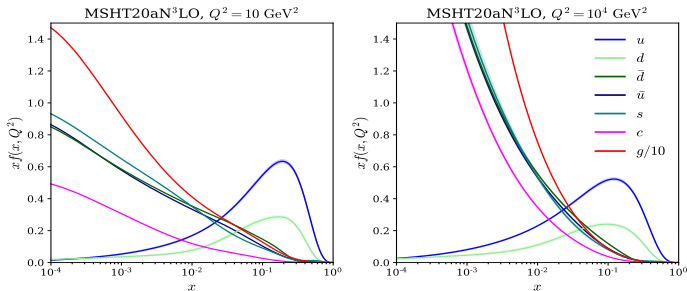 MSHT20aN³LO, Q² = 10 GeV²
xf(x, Q²)
1.4
1.2
1.0
0.8
0.6
0.4
0.2
0.0
10⁻⁴ 10⁻³ 10⁻² 10⁻¹ 10⁰
x
MSHT20aN³LO, Q² = 10⁴ GeV²
xf(x, Q²)
1.4
1.2
1.0
0.8
0.6
0.4
0.2
0.0
10⁻⁴ 10⁻³ 10⁻² 10⁻¹ 10⁰
x
u
d
d̄
ū
s
c
g/10